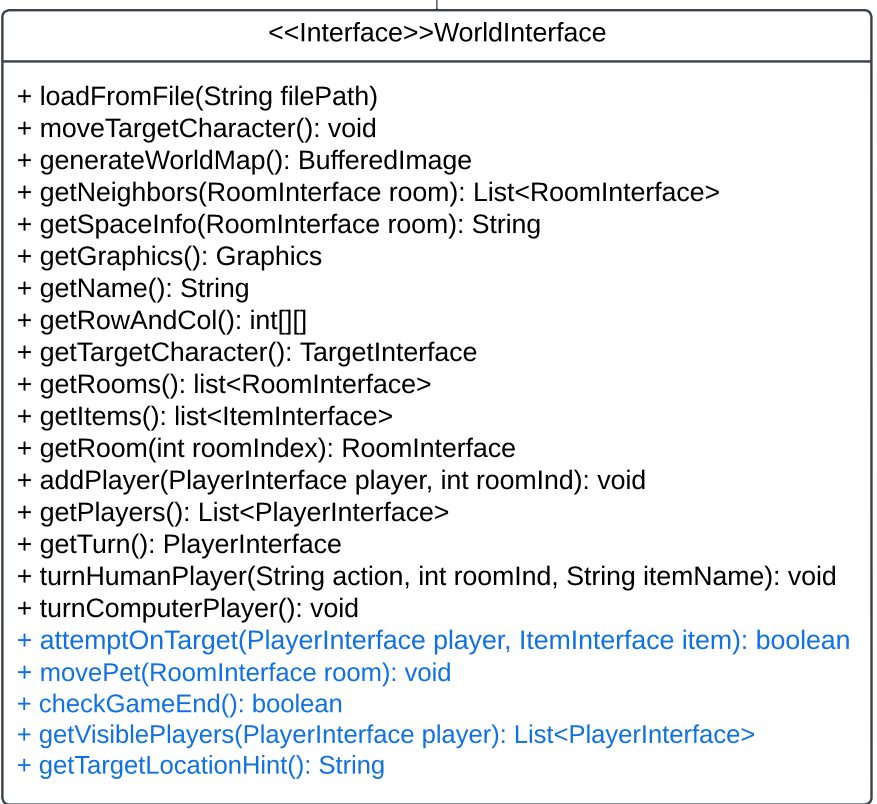 <<Interface>>WorldInterface
+ loadFromFile(String filePath)
+ moveTargetCharacter(): void
+ generateWorldMap(): BufferedImage
+ getNeighbors(RoomInterface room): List<RoomInterface>
+ getSpaceInfo(RoomInterface room): String
+ getGraphics(): Graphics
+ getName(): String
+ getRowAndCol(): int[][]
+ getTargetCharacter(): TargetInterface
+ getRooms(): list<RoomInterface>
+ getItems(): list<ItemInterface>
+ getRoom(int roomIndex): RoomInterface
+ addPlayer(PlayerInterface player, int roomInd): void
+ getPlayers(): List<PlayerInterface>
+ getTurn(): PlayerInterface
+ turnHumanPlayer(String action, int roomInd, String itemName): void
+ turnComputerPlayer(): void
+ attemptOnTarget(PlayerInterface player, ItemInterface item): boolean
+ movePet(RoomInterface room): void
+ checkGameEnd(): boolean
+ getVisiblePlayers(PlayerInterface player): List<PlayerInterface>
+ getTargetLocationHint(): String